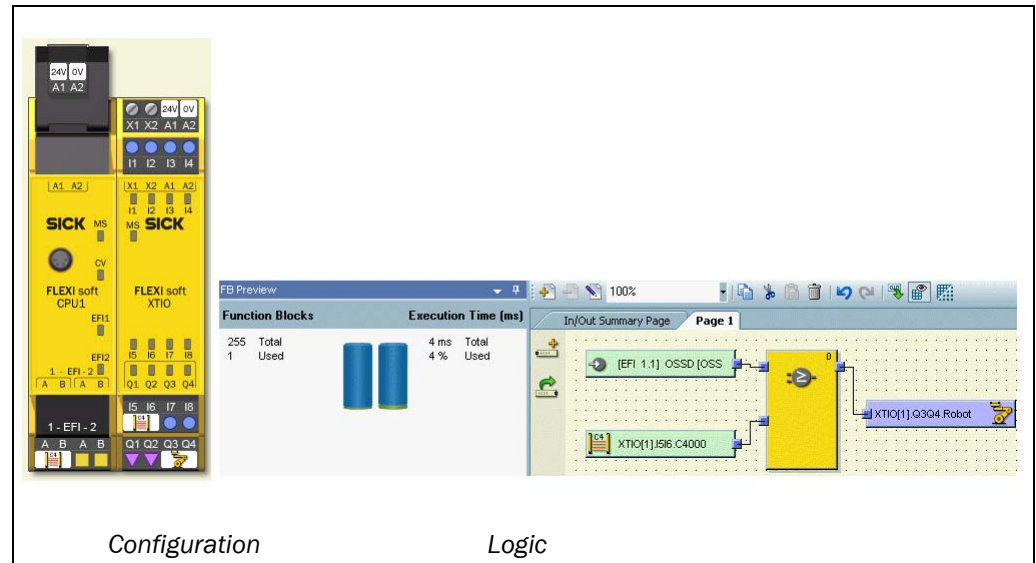 24V 0V
A1 A2
24V 0V
X1 X2 A1 A2
I1 I2 I3 I4
A1 A2
X1 X2 A1 A2
I1 I2 I3 I4
SICK MS
MS SICK
CV
FLEXI soft
CPU1
FLEXI soft
XTIO
EFI1
EFI2
I5 I6 I7 I8
1 - EFI - 2
A B A B
Q1 Q2 Q3 Q4
I5 I6 I7 I8
C4
1 - EFI - 2
A B A B
Q1 Q2 Q3 Q4
C4
FB Preview
Function Blocks Execution Time (ms)
255 Total 4 ms Total
1 Used 4 % Used
100%
In/Out Summary Page Page 1
[EFI 1.1] OSSD [OSS
0
≥
XTIO[1].Q3Q4.Robot
C4 XTIO[1].I5I6.C4000
Configuration Logic